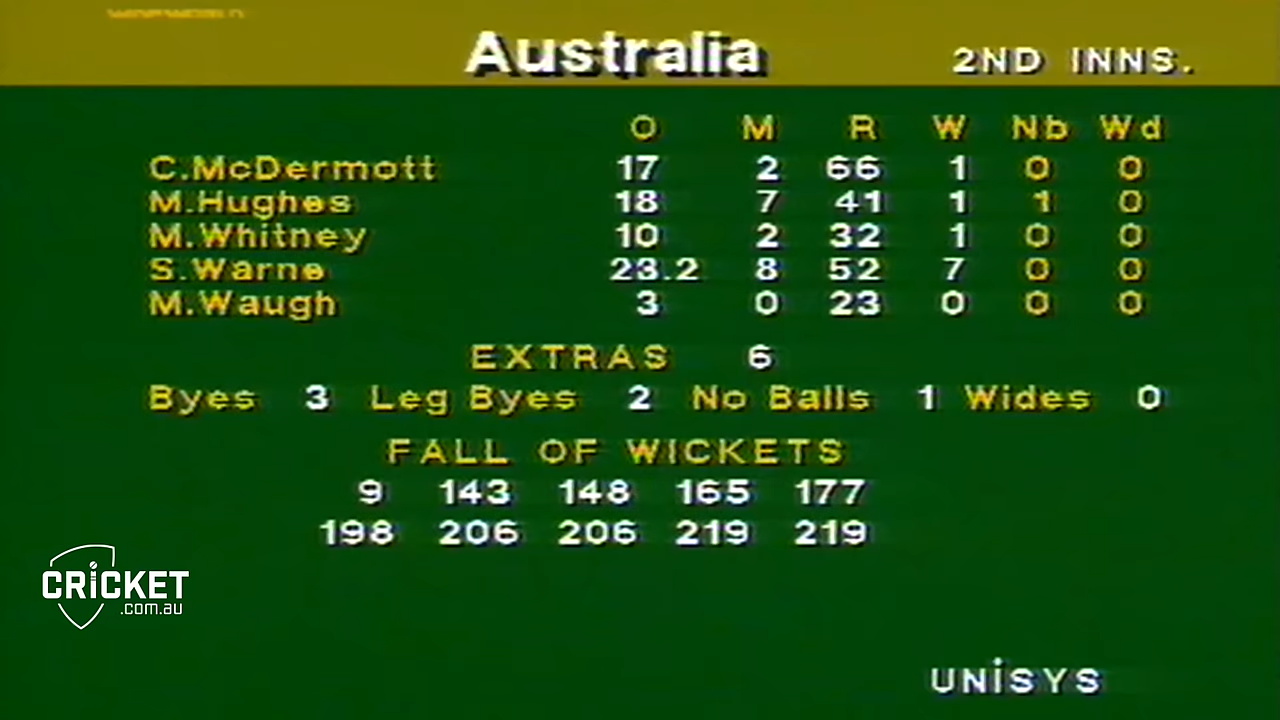 Australia 2ND INNS.
O M R W Nb Wd
C.McDermott 17 2 66 1 0 0
M.Hughes 18 7 41 1 1 0
M.Whitney 10 2 32 1 0 0
S.Warne 23.2 8 52 7 0 0
M.Waugh 3 0 23 0 0 0
EXTRAS 6
Byes 3 Leg Byes 2 No Balls 1 Wides 0
FALL OF WICKETS
9 143 148 165 177
198 206 206 219 219
CRICKET
.com.au
UNiSYS